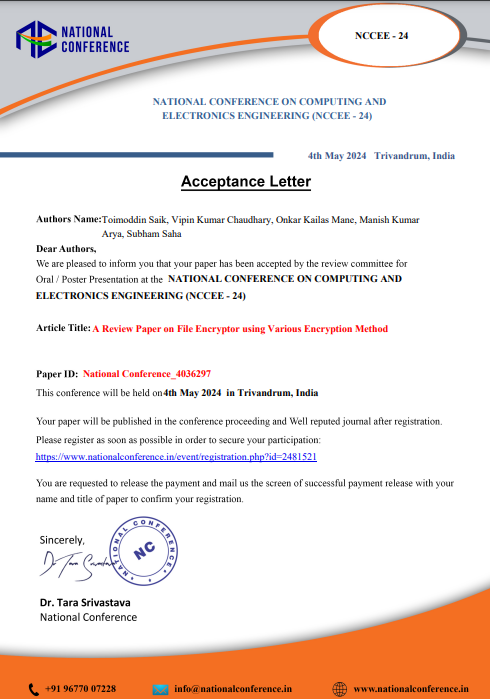 NATIONAL
CONFERENCE
NCCEE - 24
NATIONAL CONFERENCE ON COMPUTING AND
ELECTRONICS ENGINEERING (NCCEE - 24)
4th May 2024 Trivandrum, India
Acceptance Letter
Authors Name:Toimoddin Saik, Vipin Kumar Chaudhary, Onkar Kailas Mane, Manish Kumar
Arya, Subham Saha
Dear Authors,
We are pleased to inform you that your paper has been accepted by the review committee for
Oral / Poster Presentation at the NATIONAL CONFERENCE ON COMPUTING AND
ELECTRONICS ENGINEERING (NCCEE - 24)
Article Title: A Review Paper on File Encryptor using Various Encryption Method
Paper ID: National Conference_4036297
This conference will be held on4th May 2024 in Trivandrum, India
Your paper will be published in the conference proceeding and Well reputed journal after registration.
Please register as soon as possible in order to secure your participation:
https://www.nationalconference.in/event/registration.php?id=2481521
You are requested to release the payment and mail us the screen of successful payment release with your
name and title of paper to confirm your registration.
Sincerely,
NATIONAL CONFERENCE
NC
Dr. Tara Srivastava
National Conference
+91 96770 07228 info@nationalconference.in www.nationalconference.in